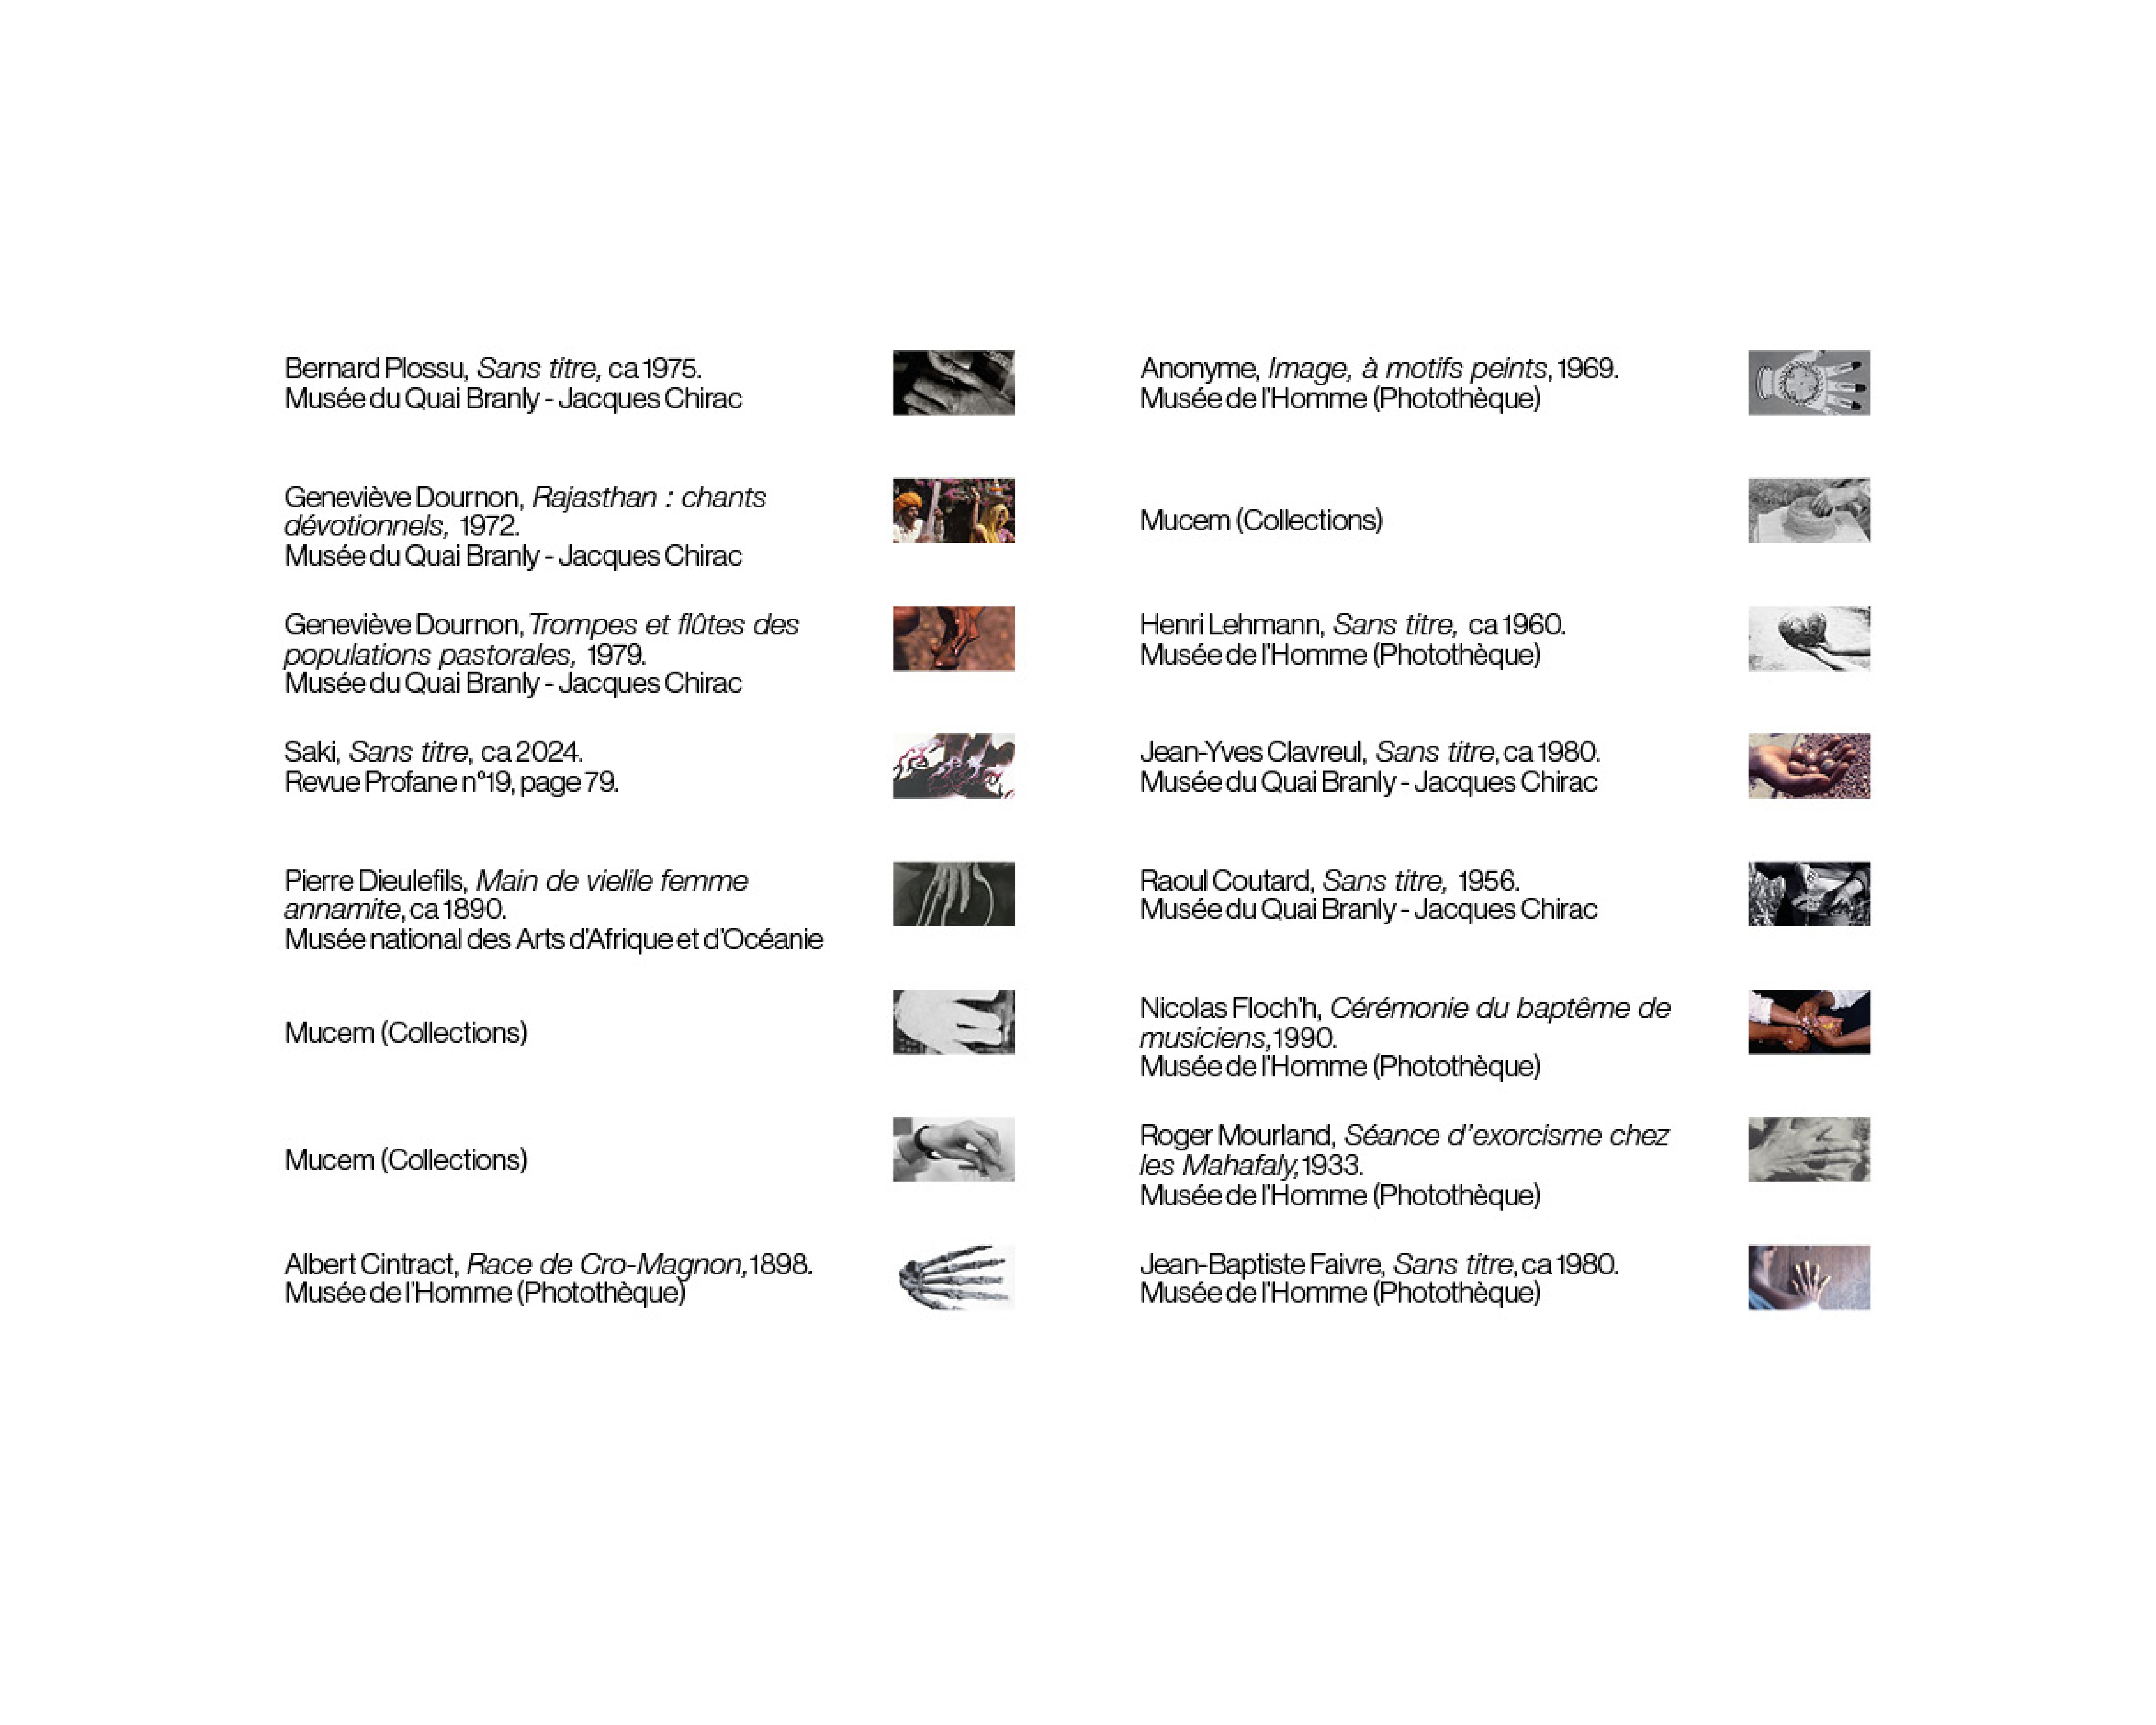 Bernard Plossu, Sans titre, ca 1975.
Musée du Quai Branly - Jacques Chirac
Geneviève Dournon, Rajasthan : chants
dévotionnels, 1972.
Musée du Quai Branly - Jacques Chirac
Geneviève Dournon, Trompes et flûtes des
populations pastorales, 1979.
Musée du Quai Branly - Jacques Chirac
Saki, Sans titre, ca 2024.
Revue Profane n°19, page 79.
Pierre Dieulefils, Main de vielile femme
annamite, ca 1890.
Musée national des Arts d'Afrique et d'Océanie
Mucem (Collections)
Mucem (Collections)
Albert Cintract, Race de Cro-Magnon, 1898.
Musée de l'Homme (Photothèque)
Anonyme, Image, à motifs peints, 1969.
Musée de l'Homme (Photothèque)
Mucem (Collections)
Henri Lehmann, Sans titre, ca 1960.
Musée de l'Homme (Photothèque)
Jean-Yves Clavreul, Sans titre, ca 1980.
Musée du Quai Branly - Jacques Chirac
Raoul Coutard, Sans titre, 1956.
Musée du Quai Branly - Jacques Chirac
Nicolas Floch'h, Cérémonie du baptême de
musiciens, 1990.
Musée de l'Homme (Photothèque)
Roger Mourland, Séance d'exorcisme chez
les Mahafaly, 1933.
Musée de l'Homme (Photothèque)
Jean-Baptiste Faivre, Sans titre, ca 1980.
Musée de l'Homme (Photothèque)